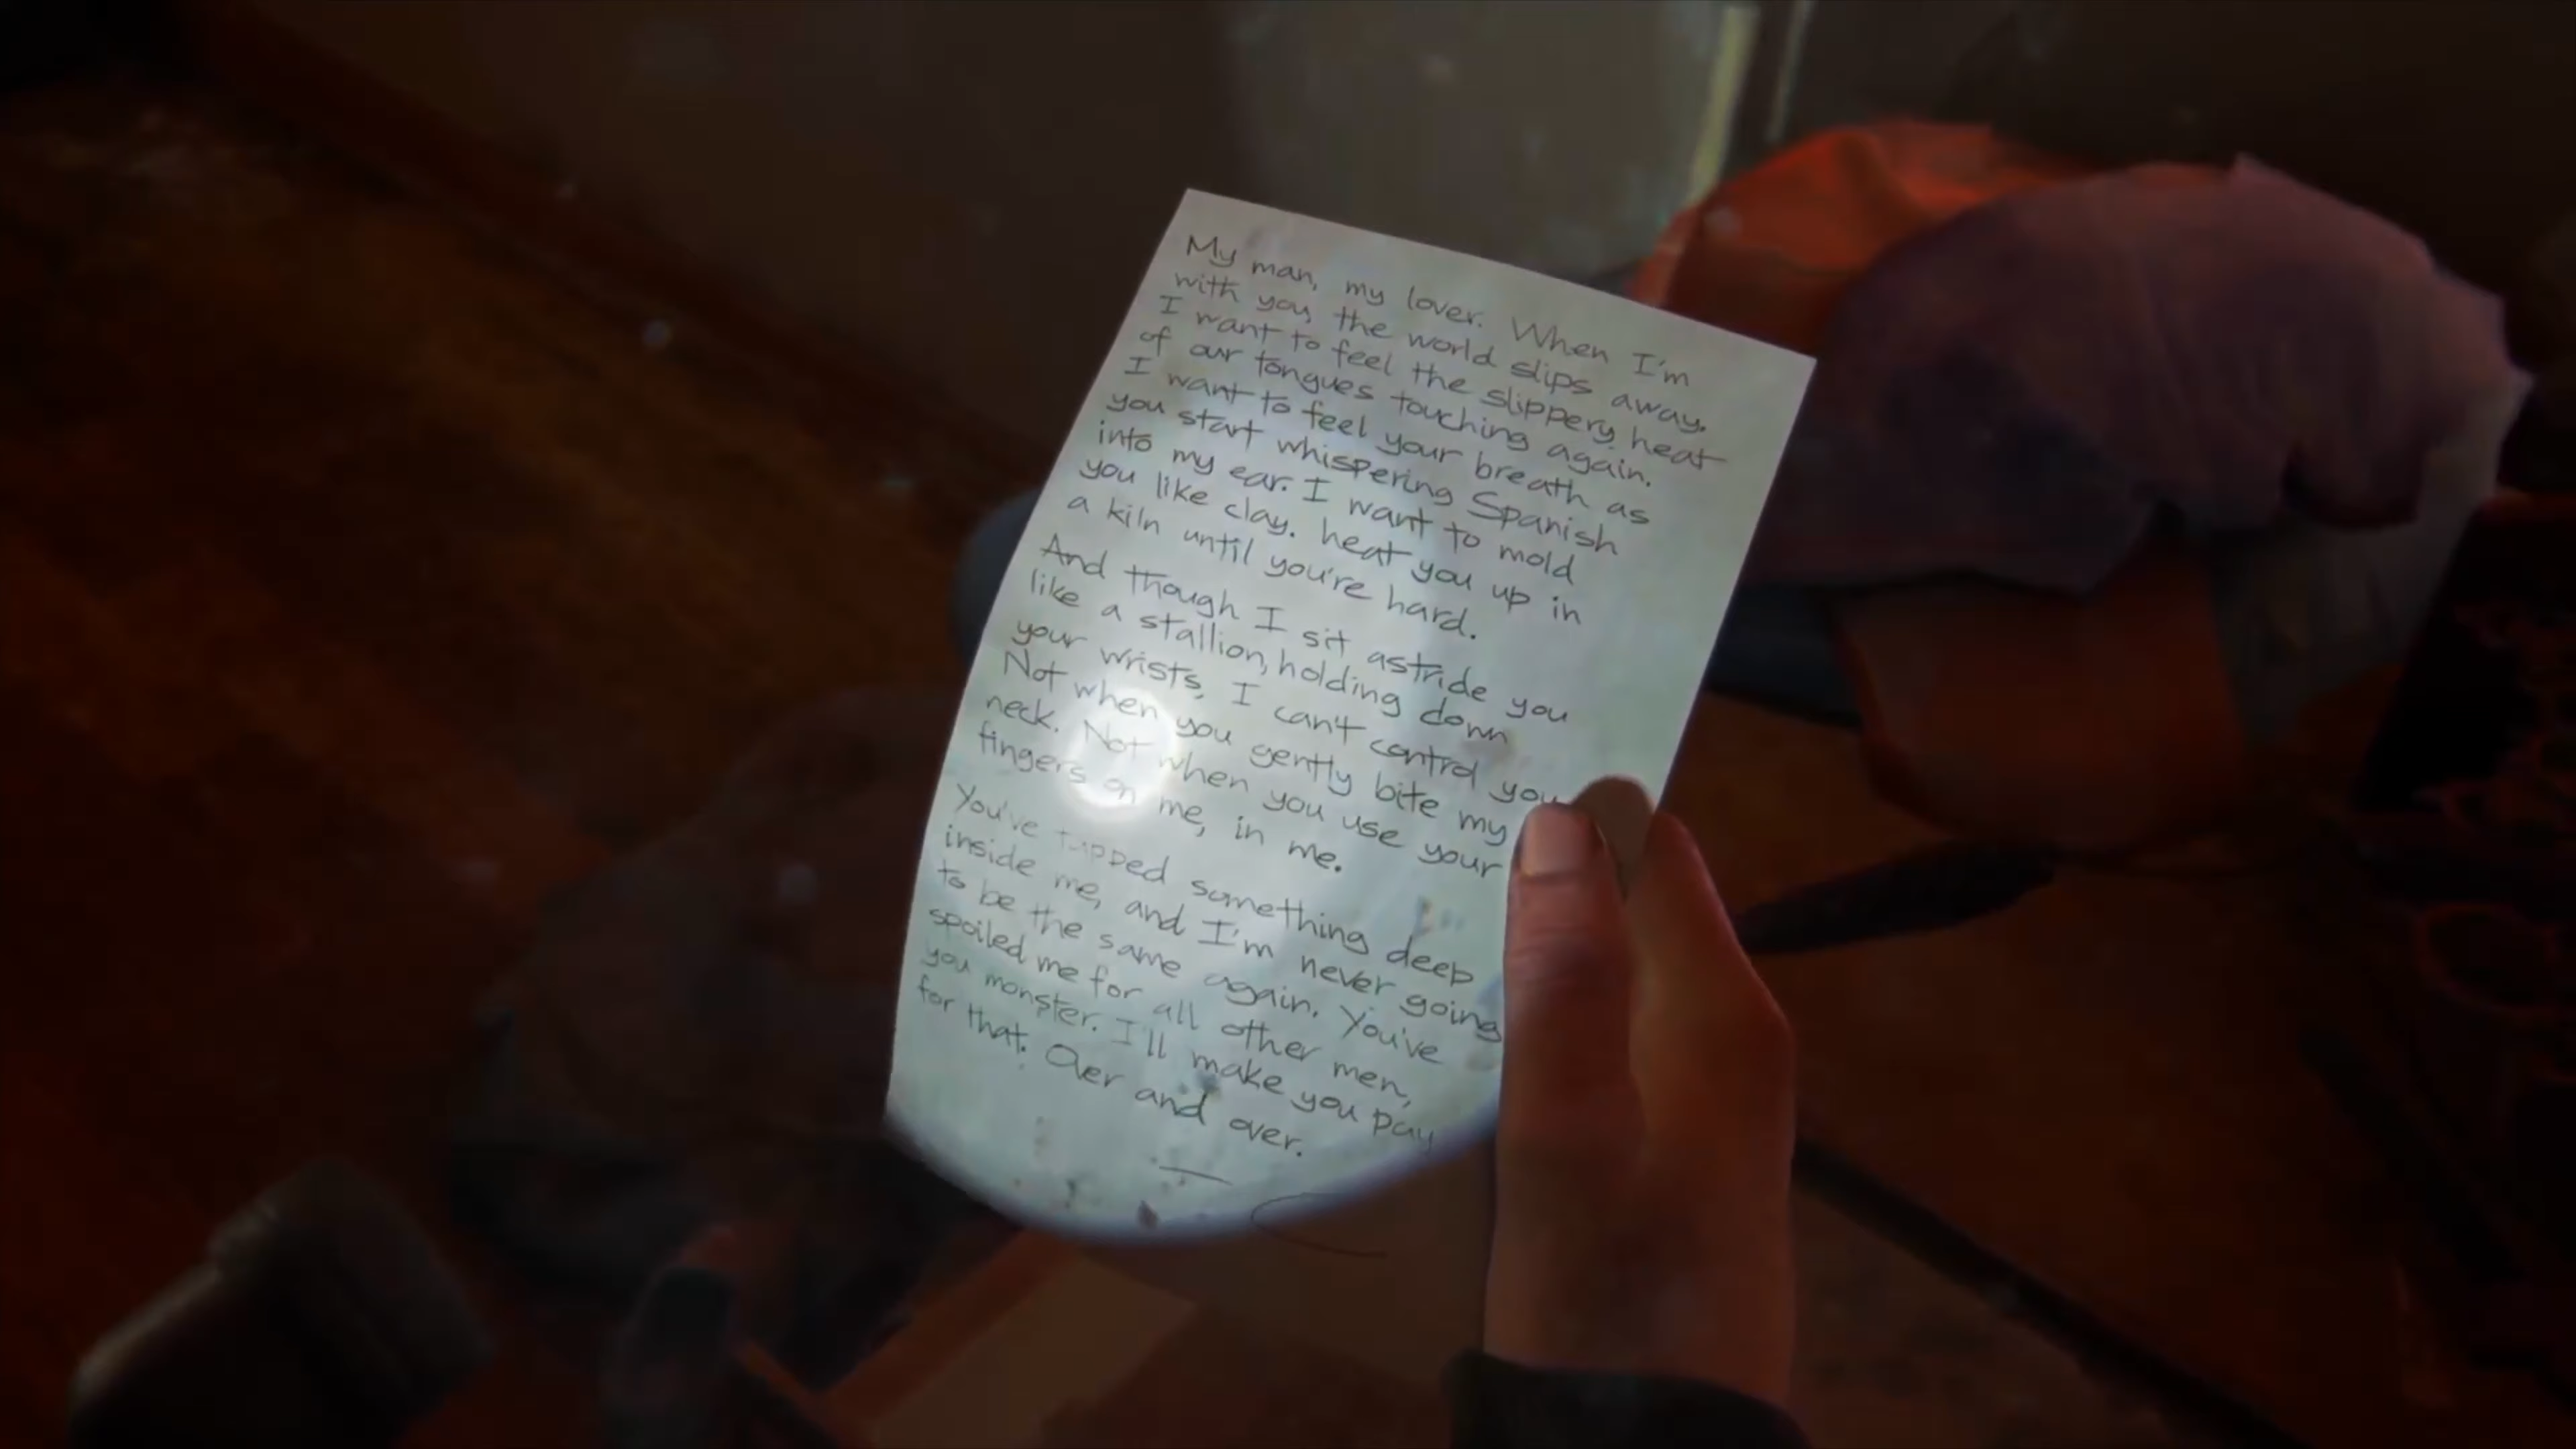 My man, my lover. When I'm
with you, the world slips away.
I want to feel the slippery heat
of our tongues touching again.
I want to feel your breath as
you start whispering Spanish
into my ear. I want to mold
you like clay. heat you up in
a kiln until you're hard.
And though I sit astride you
like a stallion, holding down
your wrists, I can't control you
Not when you gently bite my
neck. Not when you use your
fingers on me, in me.
You've tapped something deep
inside me, and I'm never going
to be the same again. You've
spoiled me for all other men,
you monster. I'll make you pay
for that. Over and over.